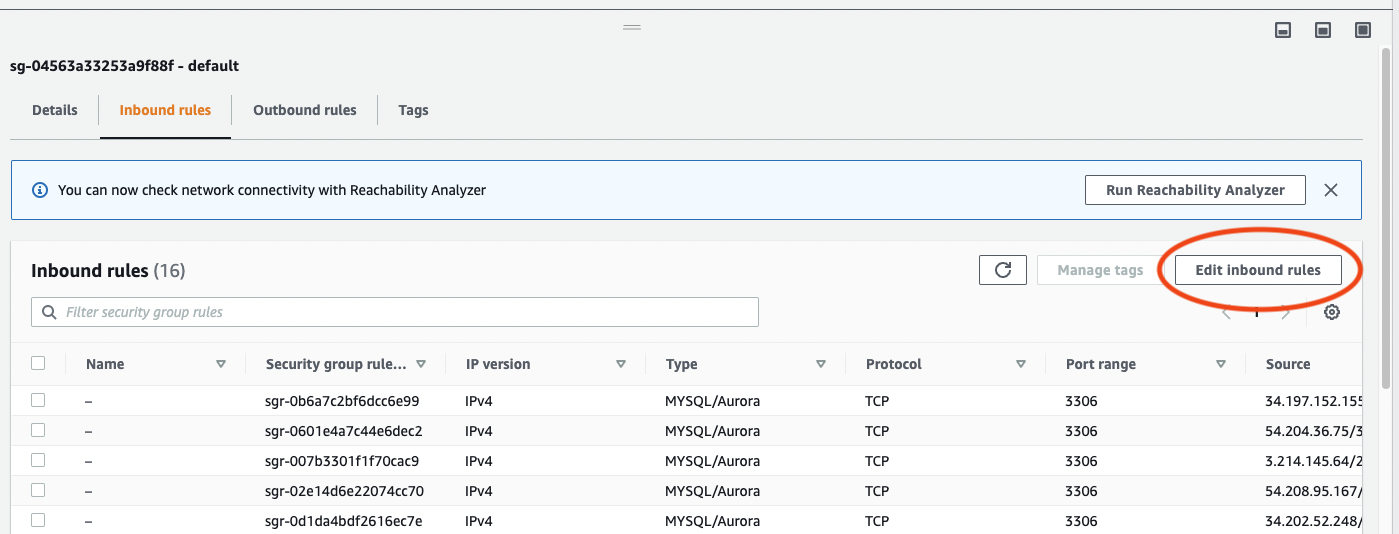 sg-04563a33253a9f88f - default
Details Inbound rules Outbound rules Tags
You can now check network connectivity with Reachability Analyzer Run Reachability Analyzer
Inbound rules (16) Manage tags Edit inbound rules
Filter security group rules 1
Name Security group rule... IP version Type Protocol Port range Source
– sgr-0b6a7c2bf6dcc6e99 IPv4 MYSQL/Aurora TCP 3306 34.197.152.155
– sgr-0601e4a7c44e6dec2 IPv4 MYSQL/Aurora TCP 3306 54.204.36.75/3
– sgr-007b3301f1f70cac9 IPv4 MYSQL/Aurora TCP 3306 3.214.145.64/2
– sgr-02e14d6e22074cc70 IPv4 MYSQL/Aurora TCP 3306 54.208.95.167/
– sgr-0d1da4bdf2616ec7e IPv4 MYSQL/Aurora TCP 3306 34.202.52.248/